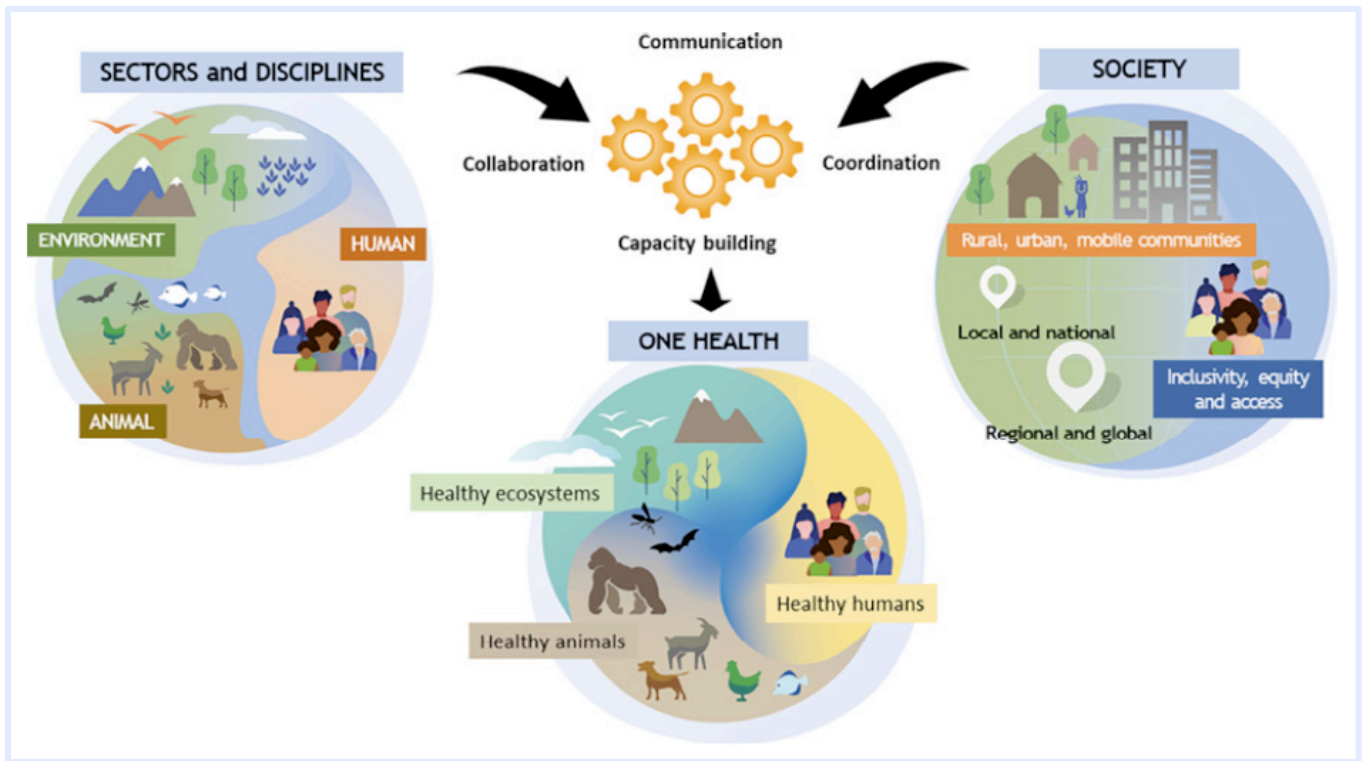 SECTORS and DISCIPLINES
ENVIRONMENT
HUMAN
ANIMAL
Communication
Collaboration
Coordination
Capacity building
SOCIETY
Rural, urban, mobile communities
Local and national
Inclusivity, equity
and access
Regional and global
ONE HEALTH
Healthy ecosystems
Healthy humans
Healthy animals